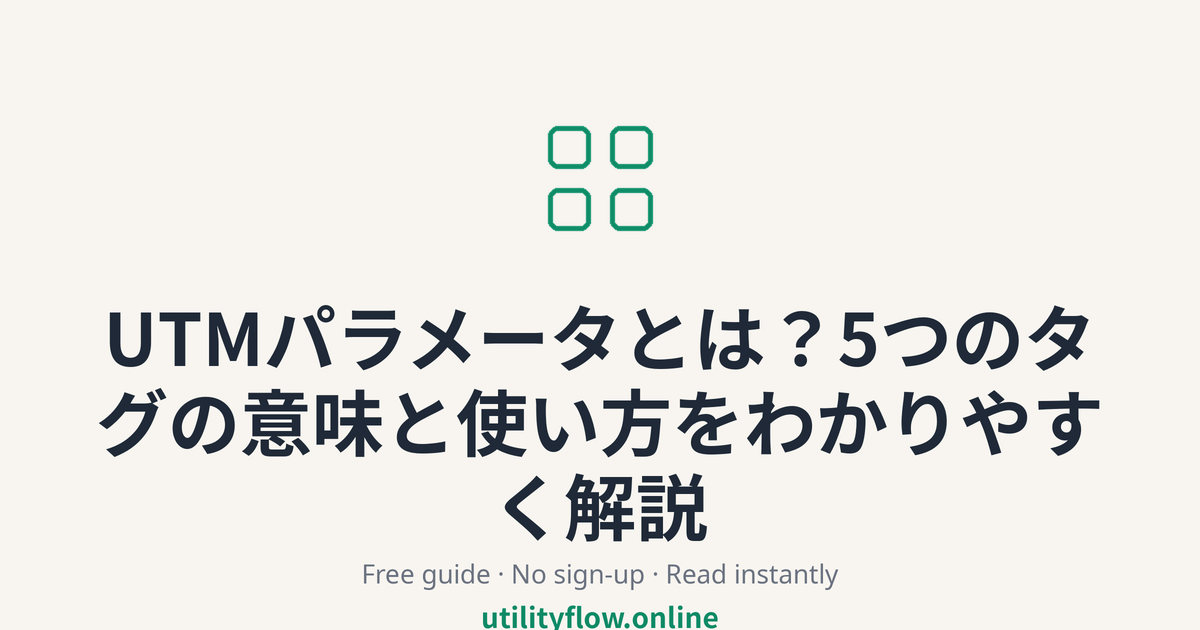 UTMパラメータとは？5つのタ
グの意味と使い方をわかりやす
く解説
Free guide · No sign-up · Read instantly
utilityflow.online